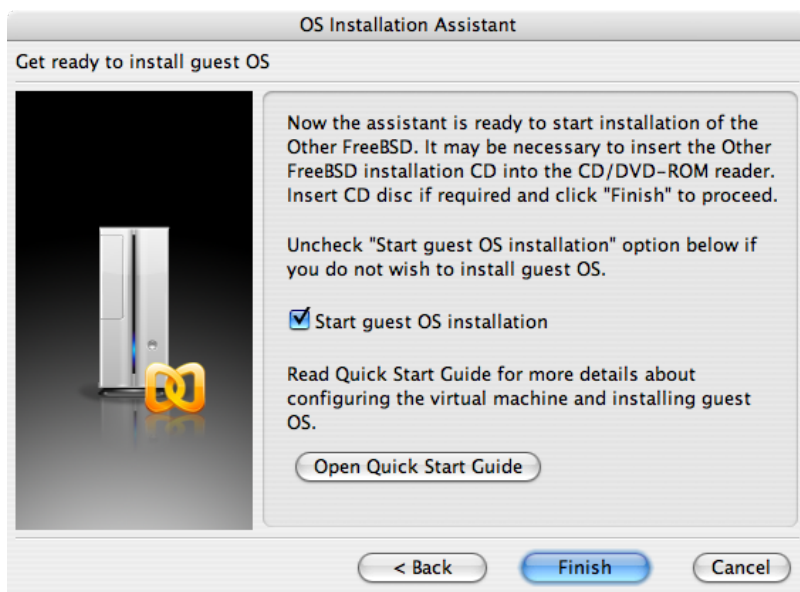 OS Installation Assistant
Get ready to install guest OS
Now the assistant is ready to start installation of the
Other FreeBSD. It may be necessary to insert the Other
FreeBSD installation CD into the CD/DVD-ROM reader.
Insert CD disc if required and click "Finish" to proceed.
Uncheck "Start guest OS installation" option below if
you do not wish to install guest OS.
Start guest OS installation
Read Quick Start Guide for more details about
configuring the virtual machine and installing guest
OS.
Open Quick Start Guide
< Back
Finish
Cancel